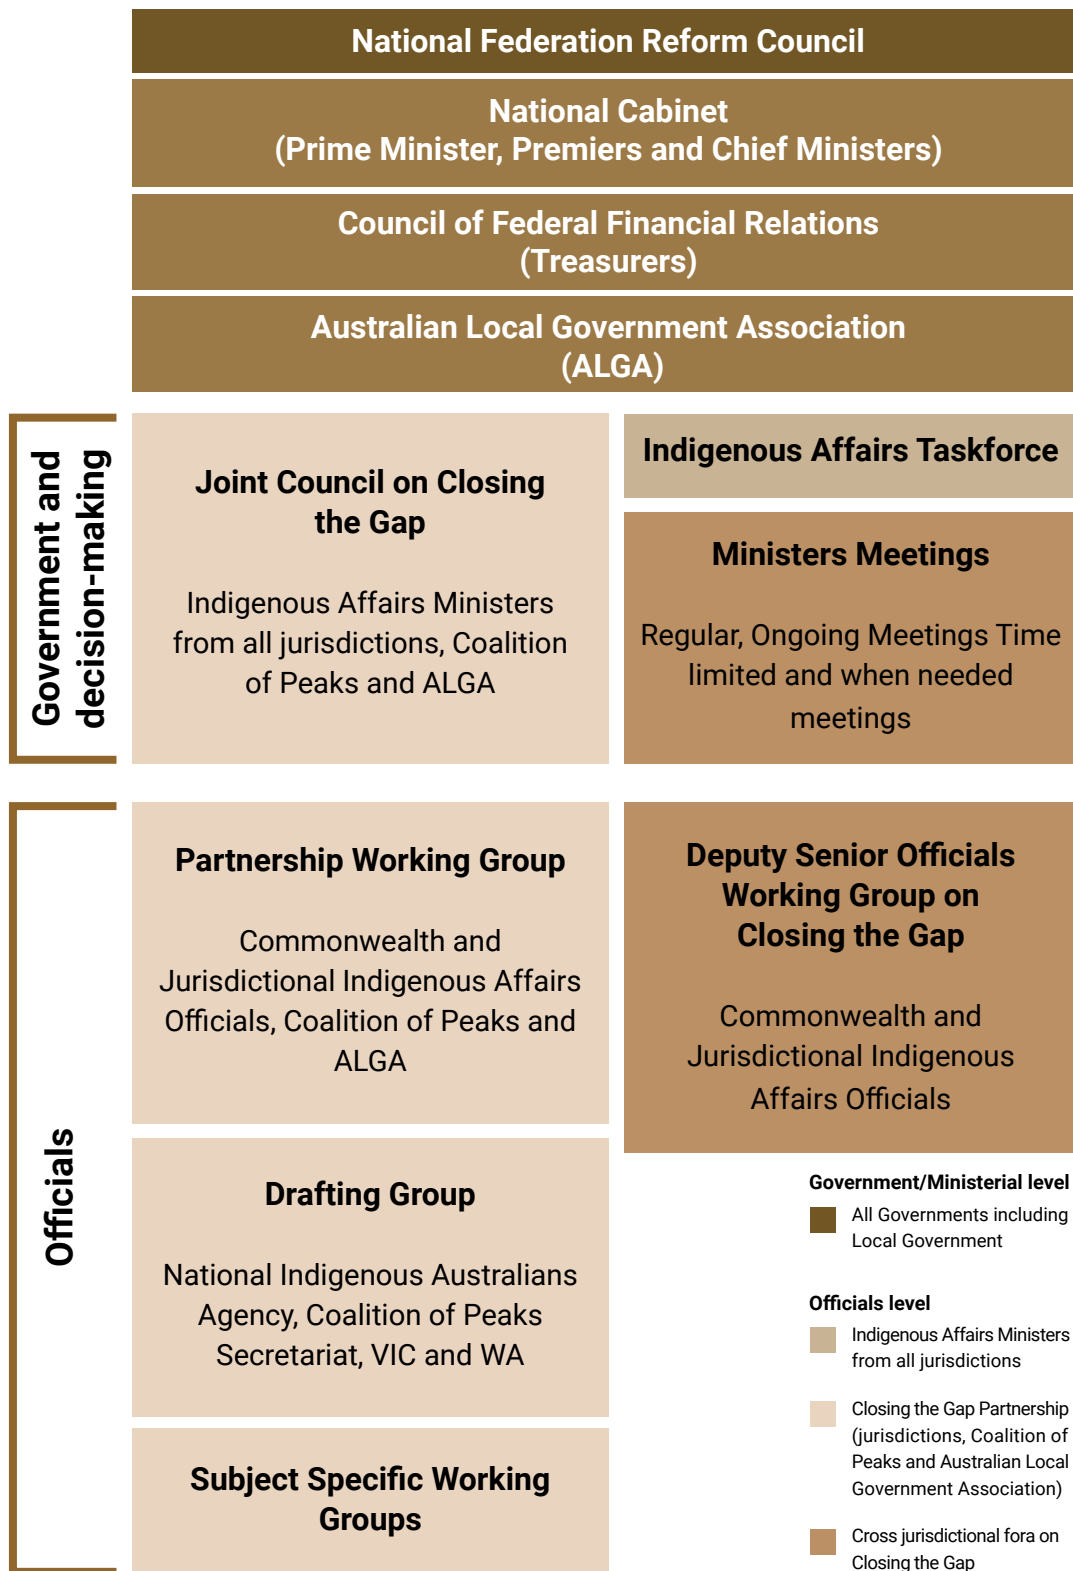 National Federation Reform Council
National Cabinet
(Prime Minister, Premiers and Chief Ministers)
Council of Federal Financial Relations
(Treasurers)
Australian Local Government Association
(ALGA)
Government and
decision-making
Joint Council on Closing
the Gap
Indigenous Affairs Ministers
from all jurisdictions, Coalition
of Peaks and ALGA
Indigenous Affairs Taskforce
Ministers Meetings
Regular, Ongoing Meetings Time
limited and when needed
meetings
Officials
Partnership Working Group
Commonwealth and
Jurisdictional Indigenous Affairs
Officials, Coalition of Peaks and
ALGA
Deputy Senior Officials
Working Group on
Closing the Gap
Commonwealth and
Jurisdictional Indigenous
Affairs Officials
Drafting Group
National Indigenous Australians
Agency, Coalition of Peaks
Secretariat, VIC and WA
Subject Specific Working
Groups
Government/Ministerial level
All Governments including
Local Government
Officials level
Indigenous Affairs Ministers
from all jurisdictions
Closing the Gap Partnership
(jurisdictions, Coalition of
Peaks and Australian Local
Government Association)
Cross jurisdictional fora on
Closing the Gap